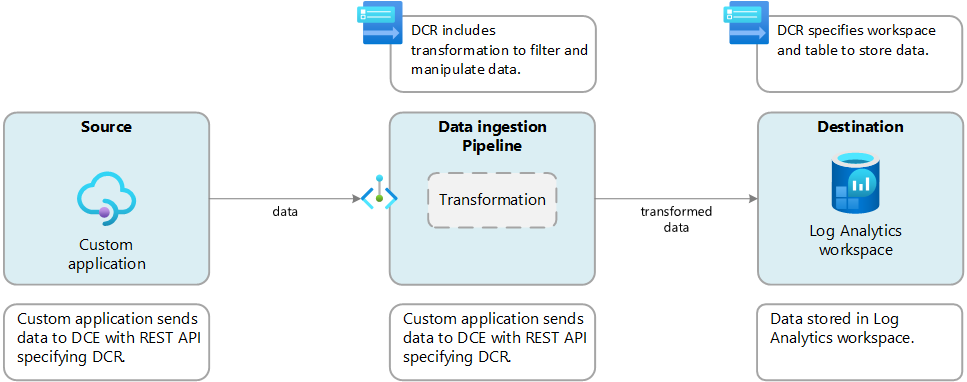 DCR includes
transformation to filter and
manipulate data.
DCR specifies workspace
and table to store data.
Source
Custom
application
data
Data ingestion
Pipeline
Transformation
transformed
data
Destination
Log Analytics
workspace
Custom application sends
data to DCE with REST API
specifying DCR.
Custom application sends
data to DCE with REST API
specifying DCR.
Data stored in Log
Analytics workspace.